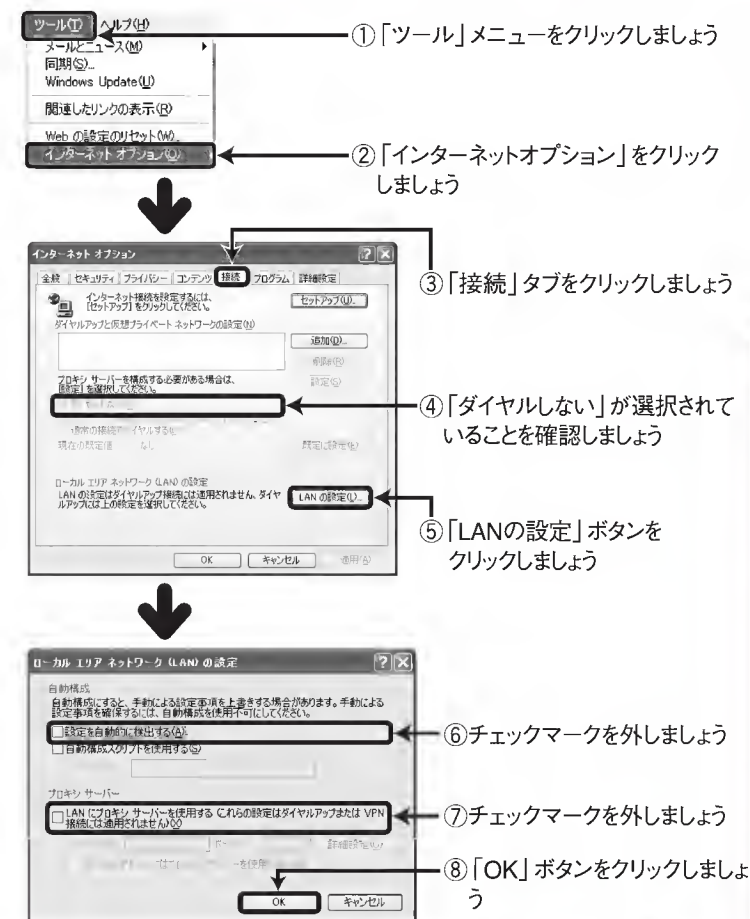 ツール(T) ヘルプ(H)
①「ツール」メニューをクリックしましょう
メールとニュース(M)
同期(S)...
Windows Update(U)
関連したリンクの表示(R)
Web の設定のリセット(W)...
インターネット オプション(O)...
②「インターネットオプション」をクリック
しましょう
インターネット オプション
全般 セキュリティ プライバシー コンテンツ 接続 プログラム 詳細設定
③「接続」タブをクリックしましょう
インターネット接続を設定するには、
[セットアップ] をクリックしてください。
セットアップ(U)...
ダイヤルアップと仮想プライベート ネットワークの設定(N)
追加(D)...
削除(R)
プロキシ サーバーを構成する必要がある場合は、
[設定] を選択してください。
設定(S)
④「ダイヤルしない」が選択されて
いることを確認しましょう
通常の接続でダイヤルする(O)
現在の既定値 なし
既定に設定(E)
ローカル エリア ネットワーク (LAN) の設定
LAN の設定はダイヤルアップ接続には適用されません。ダイヤ
ルアップには上の設定を選択してください。
LAN の設定(L)...
⑤「LANの設定」ボタンを
クリックしましょう
OK キャンセル 適用(A)
ローカル エリア ネットワーク (LAN) の設定
自動構成
自動構成にすると、手動による設定事項を上書きする場合があります。手動による
設定事項を確保するには、自動構成を使用不可にしてください。
設定を自動的に検出する(A)
⑥チェックマークを外しましょう
自動構成スクリプトを使用する(S)
プロキシ サーバー
LAN にプロキシ サーバーを使用する (これらの設定はダイヤルアップまたは VPN
接続には適用されません)(X)
⑦チェックマークを外しましょう
詳細設定(C)
を使用
⑧「OK」ボタンをクリックしましょ
う
OK キャンセル